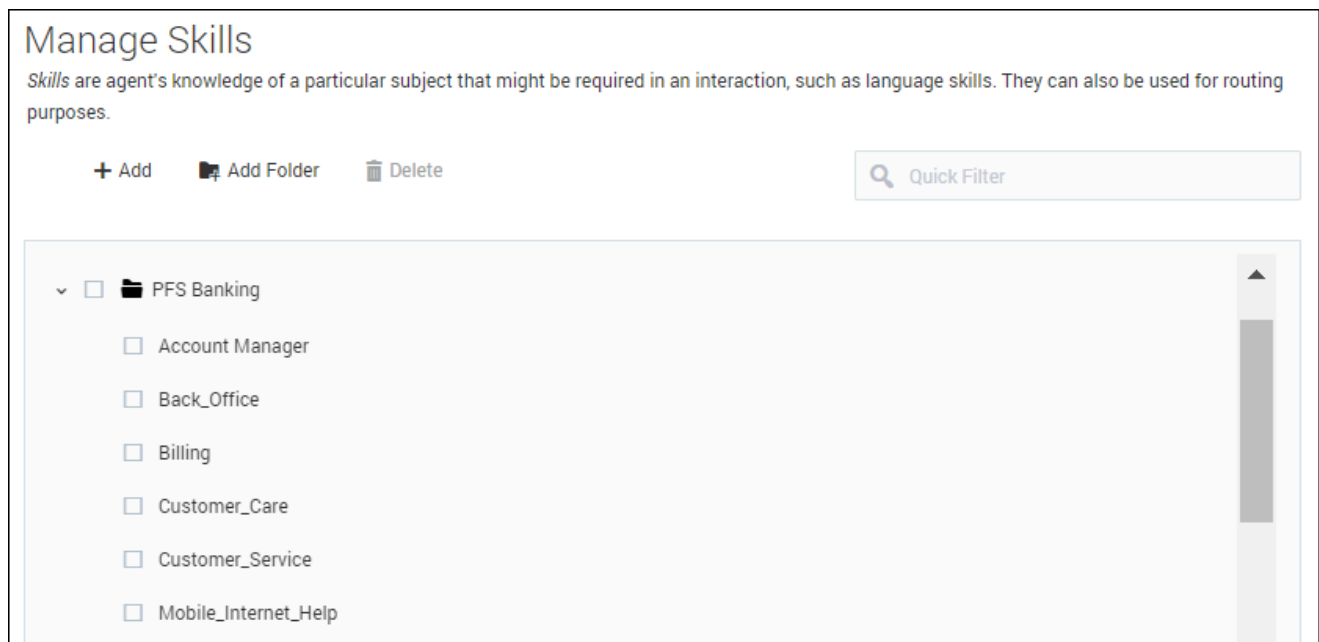 Manage Skills
Skills are agent's knowledge of a particular subject that might be required in an interaction, such as language skills. They can also be used for routing
purposes.
Add Add Folder Delete Quick Filter
PFS Banking
Account Manager
Back_Office
Billing
Customer_Care
Customer_Service
Mobile_Internet_Help